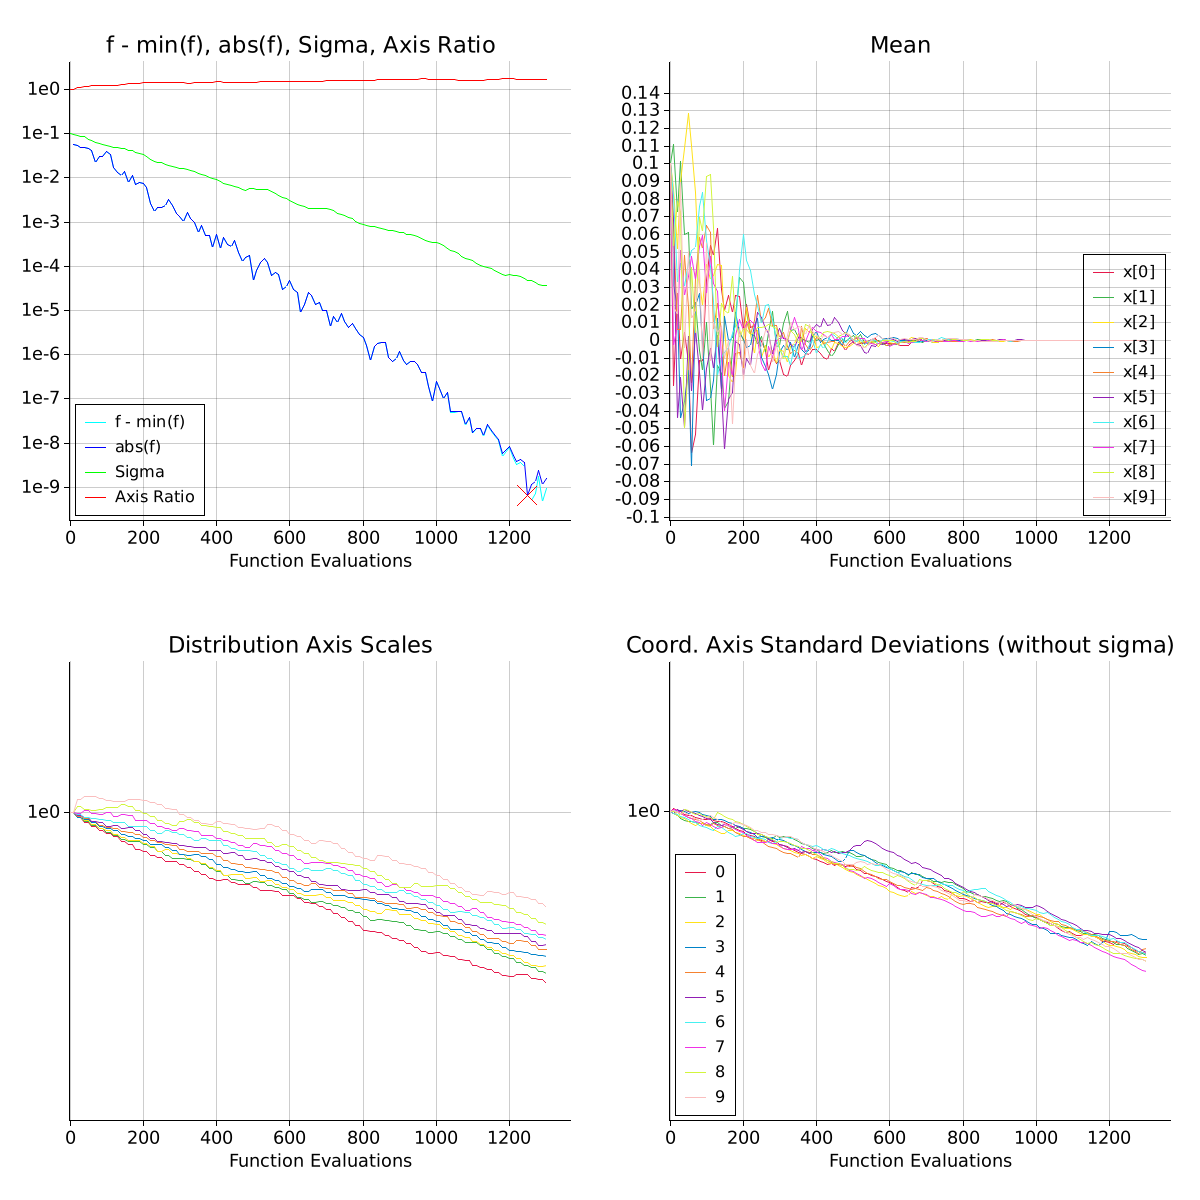 f - min(f), abs(f), Sigma, Axis Ratio
1e0
1e-1
1e-2
1e-3
1e-4
1e-5
1e-6
1e-7
1e-8
1e-9
f - min(f)
abs(f)
Sigma
Axis Ratio
0 200 400 600 800 1000 1200
Function Evaluations
Mean
0.14
0.13
0.12
0.11
0.1
0.09
0.08
0.07
0.06
0.05
0.04
0.03
0.02
0.01
0
-0.01
-0.02
-0.03
-0.04
-0.05
-0.06
-0.07
-0.08
-0.09
-0.1
x[0]
x[1]
x[2]
x[3]
x[4]
x[5]
x[6]
x[7]
x[8]
x[9]
0 200 400 600 800 1000 1200
Function Evaluations
Distribution Axis Scales
1e0
0 200 400 600 800 1000 1200
Function Evaluations
Coord. Axis Standard Deviations (without sigma)
1e0
0
1
2
3
4
5
6
7
8
9
0 200 400 600 800 1000 1200
Function Evaluations